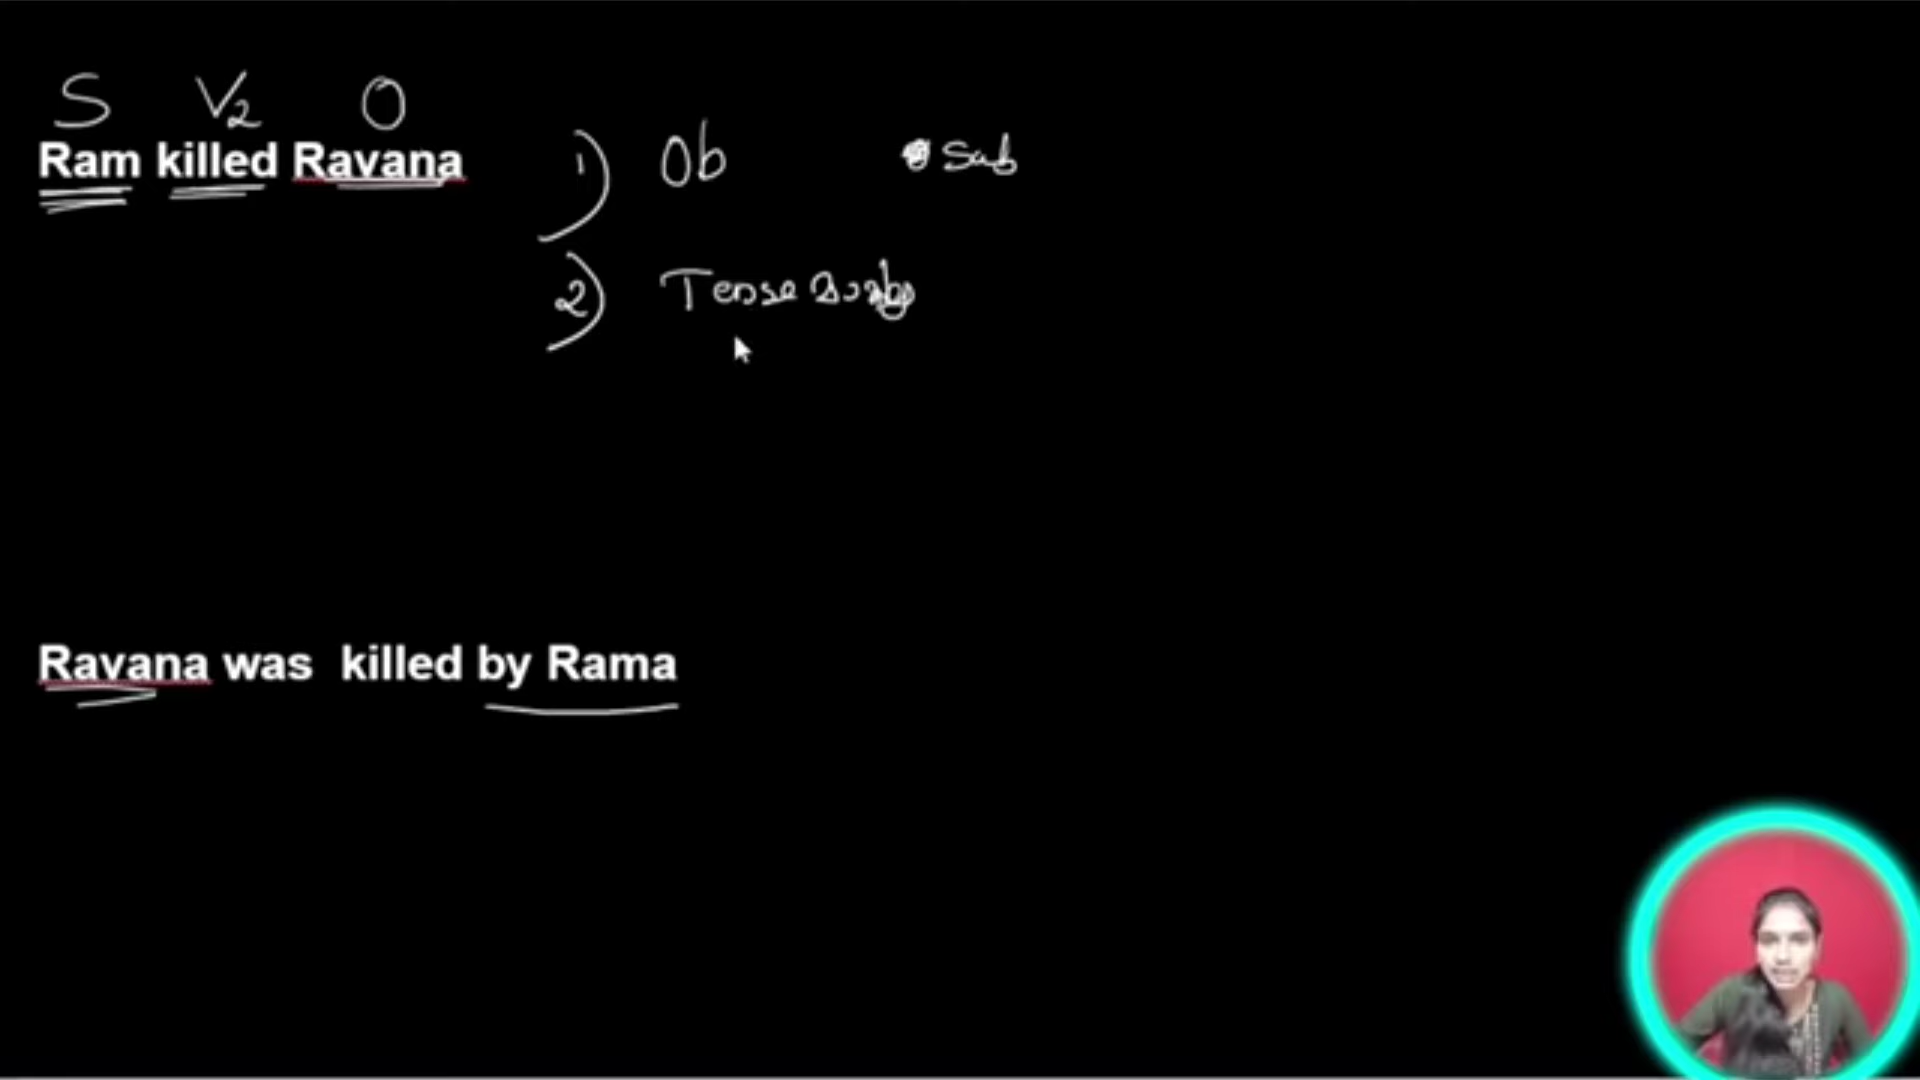 S V2 O
Ram killed Ravana
1) Ob Sub
2) Tense
Ravana was killed by Rama